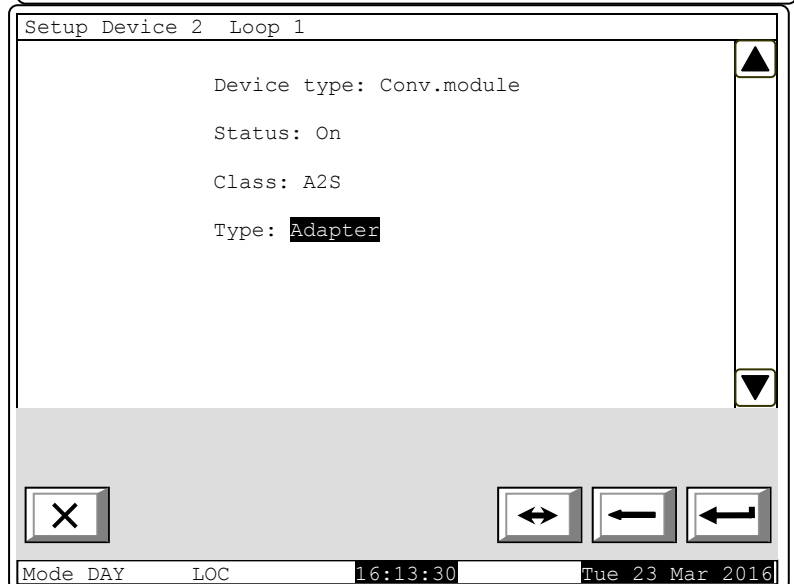 Setup Device 2 Loop 1
Device type: Conv.module
Status: On
Class: A2S
Type: Adapter
Mode DAY LOC 16:13:30 Tue 23 Mar 2016